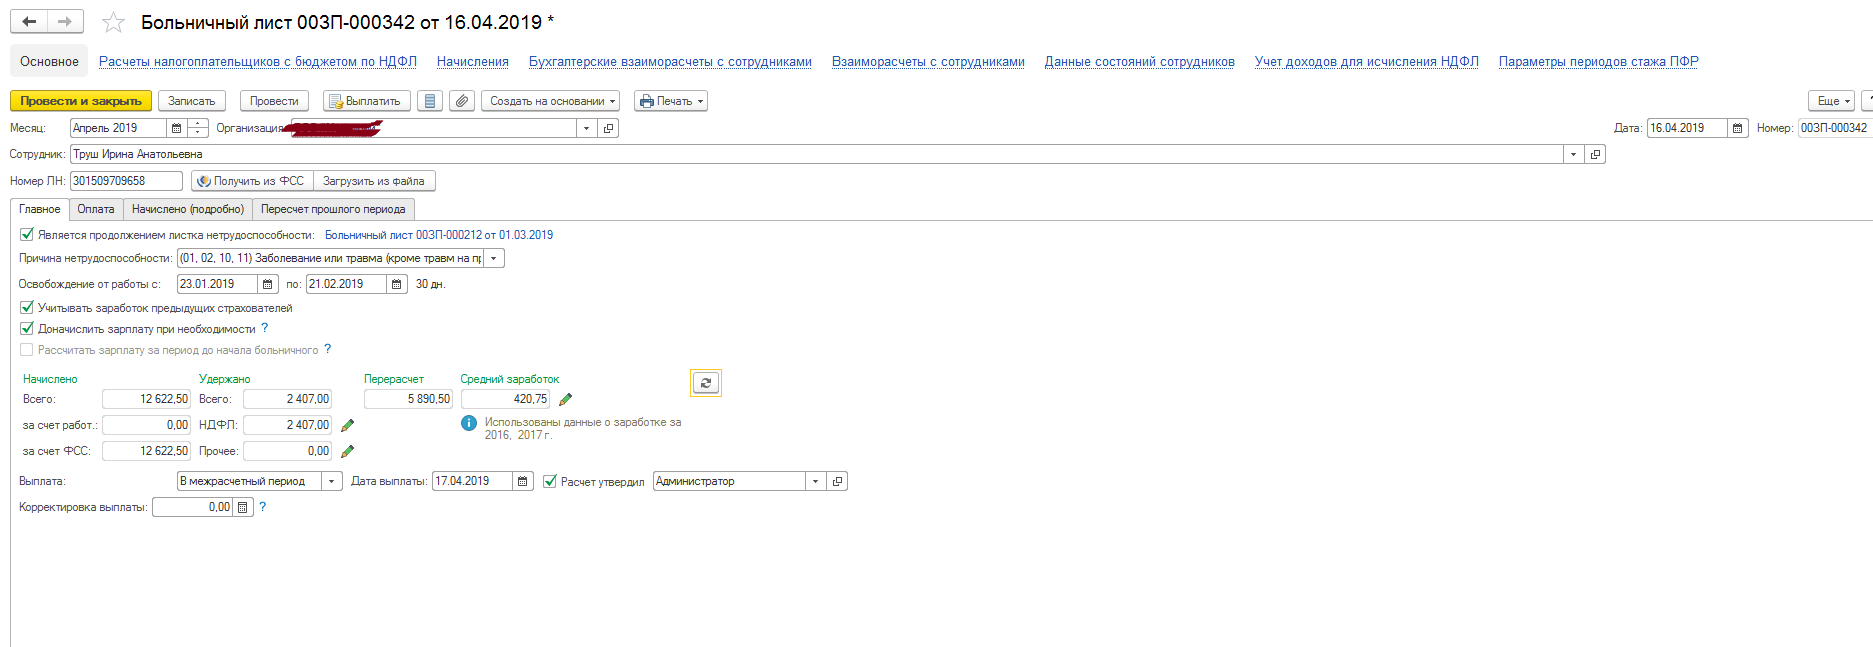 Больничный лист 00ЗП-000342 от 16.04.2019 *
Основное Расчеты налогоплательщиков с бюджетом по НДФЛ Начисления Бухгалтерские взаиморасчеты с сотрудниками Взаиморасчеты с сотрудниками Данные состояний сотрудников Учет доходов для исчисления НДФЛ Параметры периодов стажа ПФР
Провести и закрыть Записать Провести Выплатить Создать на основании Печать Еще
Месяц: Апрель 2019 Организация Дата: 16.04.2019 Номер: 00ЗП-000342
Сотрудник: Труш Ирина Анатольевна
Номер ЛН: 301509709658 Получить из ФСС Загрузить из файла
Главное Оплата Начислено (подробно) Пересчет прошлого периода
Является продолжением листка нетрудоспособности: Больничный лист 00ЗП-000212 от 01.03.2019
Причина нетрудоспособности: (01, 02, 10, 11) Заболевание или травма (кроме травм на пр
Освобождение от работы с: 23.01.2019 по: 21.02.2019 30 дн.
Учитывать заработок предыдущих страхователей
Доначислить зарплату при необходимости ?
Рассчитать зарплату за период до начала больничного ?
Начислено Удержано Перерасчет Средний заработок
Всего: 12 622,50 Всего: 2 407,00 5 890,50 420,75
за счет работ.: 0,00 НДФЛ: 2 407,00 Использованы данные о заработке за
2016, 2017 г.
за счет ФСС: 12 622,50 Прочее: 0,00
Выплата: В межрасчетный период Дата выплаты: 17.04.2019 Расчет утвердил Администратор
Корректировка выплаты: 0,00 ?